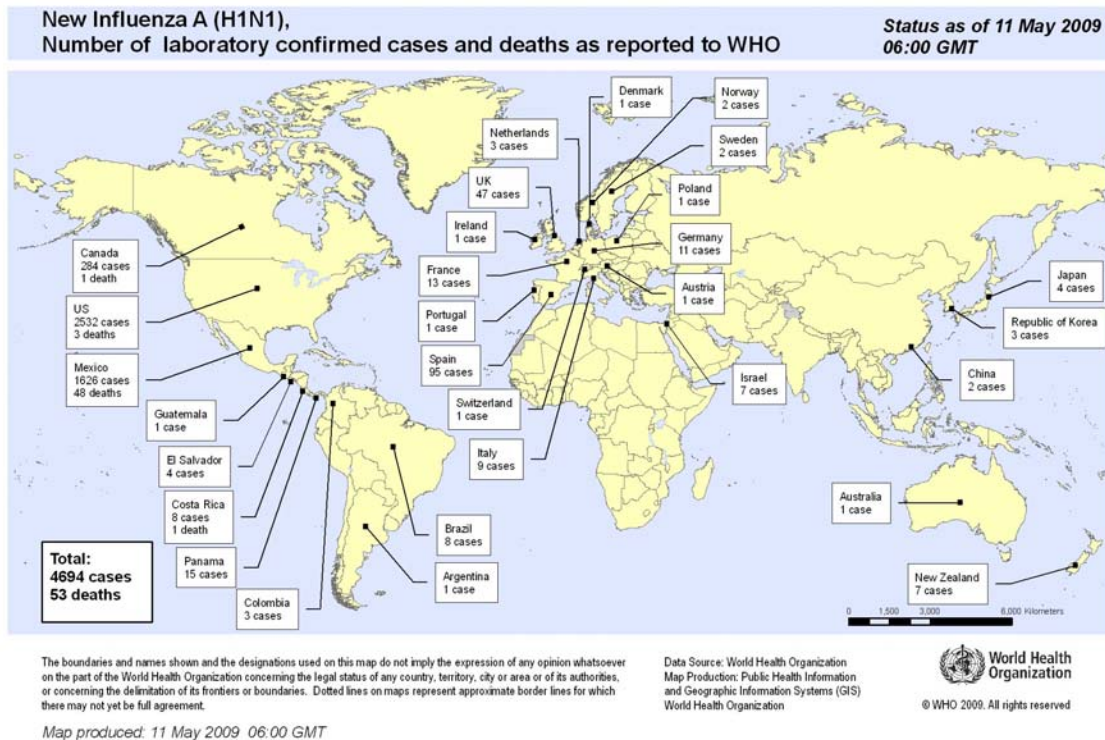 New Influenza A (H1N1),
Number of laboratory confirmed cases and deaths as reported to WHO
Status as of 11 May 2009
06:00 GMT
Denmark
1 case
Norway
2 cases
Netherlands
3 cases
Sweden
2 cases
UK
47 cases
Poland
1 case
Ireland
1 case
Germany
11 cases
Canada
284 cases
1 death
France
13 cases
Austria
1 case
Japan
4 cases
US
2532 cases
3 deaths
Portugal
1 case
Republic of Korea
3 cases
Mexico
1626 cases
48 deaths
Spain
95 cases
Israel
7 cases
China
2 cases
Guatemala
1 case
Switzerland
1 case
El Salvador
4 cases
Italy
9 cases
Costa Rica
8 cases
1 death
Australia
1 case
Brazil
8 cases
Panama
15 cases
Argentina
1 case
New Zealand
7 cases
Colombia
3 cases
Total:
4694 cases
53 deaths
0 1,500 3,000 6,000 Kilometers
The boundaries and names shown and the designations used on this map do not imply the expression of any opinion whatsoever
on the part of the World Health Organization concerning the legal status of any country, territory, city or area or of its authorities,
or concerning the delimitation of its frontiers or boundaries. Dotted lines on maps represent approximate border lines for which
there may not yet be full agreement.
Data Source: World Health Organization
Map Production: Public Health Information
and Geographic Information Systems (GIS)
World Health Organization
World Health
Organization
© WHO 2009. All rights reserved
Map produced: 11 May 2009 06:00 GMT